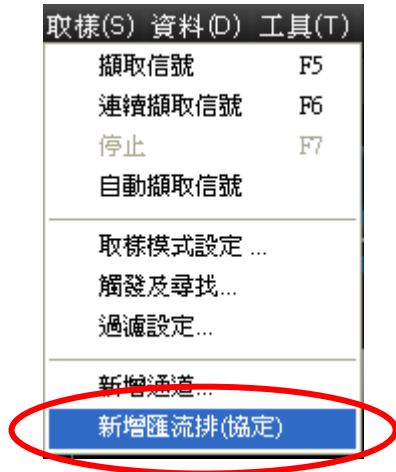 取樣(S) 資料(D) 工具(T)
擷取信號 F5
連續擷取信號 F6
停止 F7
自動擷取信號
取樣模式設定 ...
觸發及尋找...
過濾設定...
新增通道...
新增匯流排(協定)